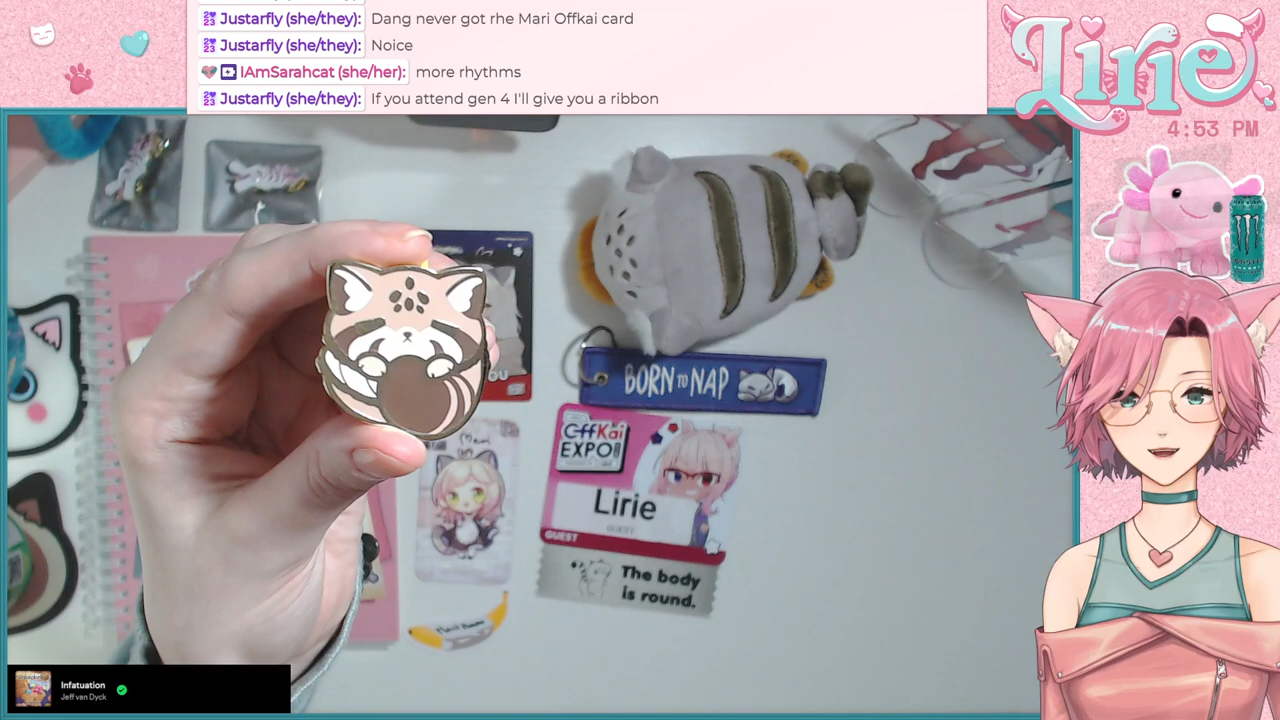 Justarfly (she/they): Dang never got rhe Mari Offkai card
Justarfly (she/they): Noice
IAmSarahcat (she/her): more rhythms
Justarfly (she/they): If you attend gen 4 I'll give you a ribbon
Lirie
4:53 PM
BORN TO NAP
OffKai
EXPO
Lirie
GUEST
GUEST
The body
is round.
Mari
Infatuation
Jeff van Dyck